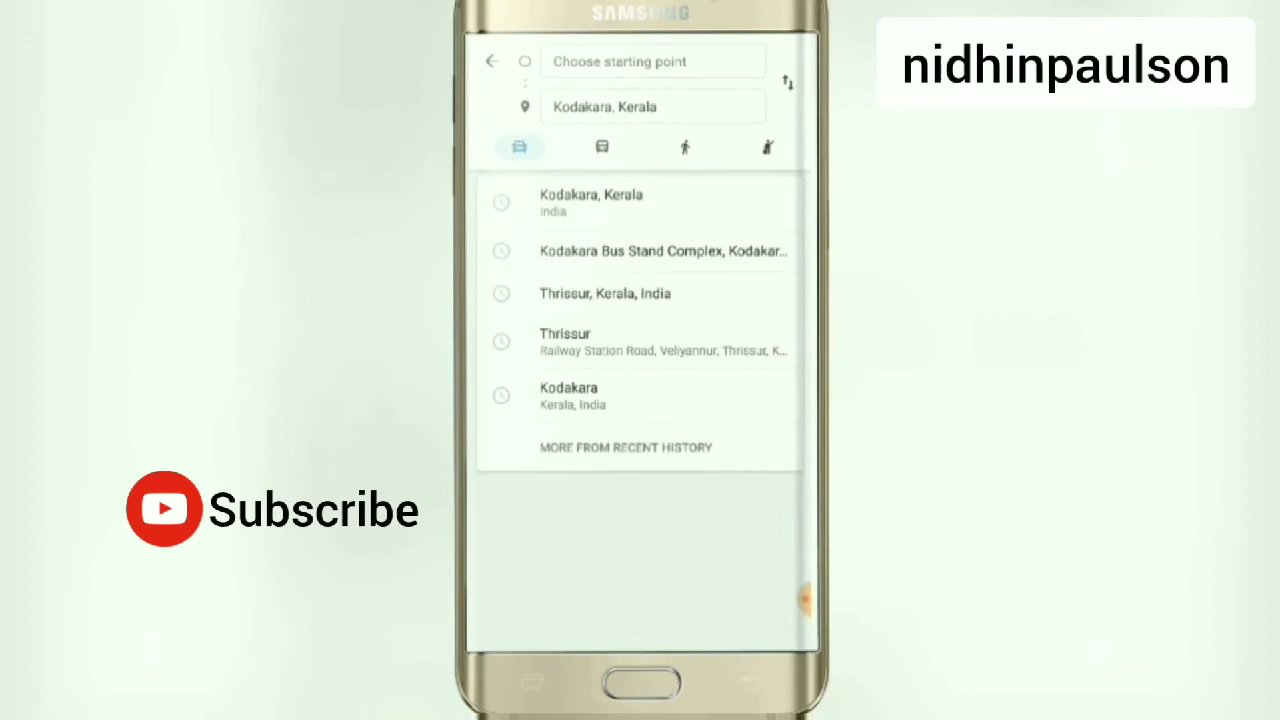 SAMSUNG
nidhinpaulson
Choose starting point
Kodakara, Kerala
Kodakara, Kerala
India
Kodakara Bus Stand Complex, Kodakar...
Thrissur, Kerala, India
Thrissur
Railway Station Road, Veliyannur, Thrissur, K...
Kodakara
Kerala, India
MORE FROM RECENT HISTORY
Subscribe